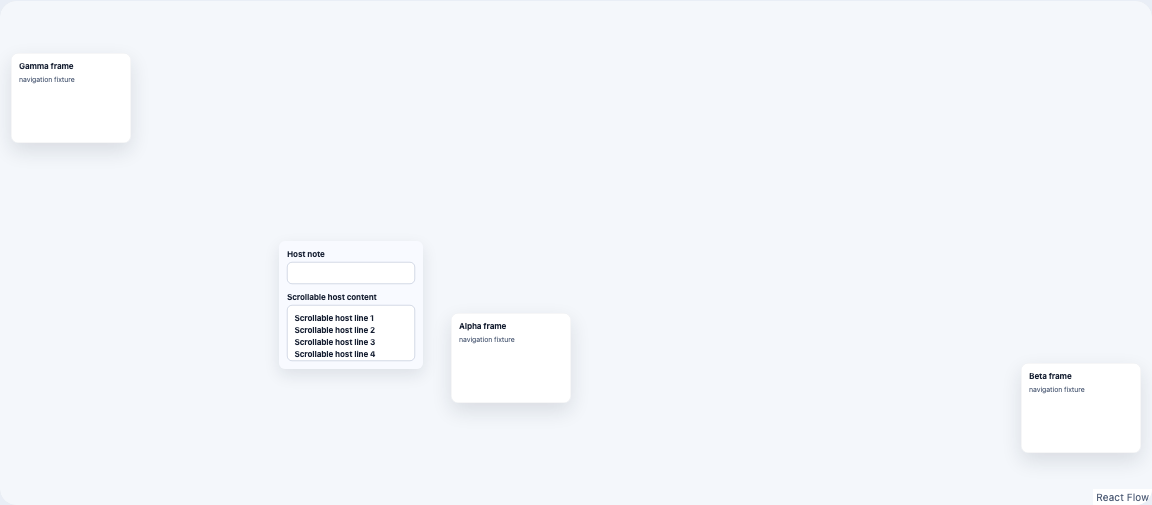 Gamma frame
navigation fixture
Host note
Scrollable host content
Scrollable host line 1
Scrollable host line 2
Scrollable host line 3
Scrollable host line 4
Alpha frame
navigation fixture
Beta frame
navigation fixture
React Flow